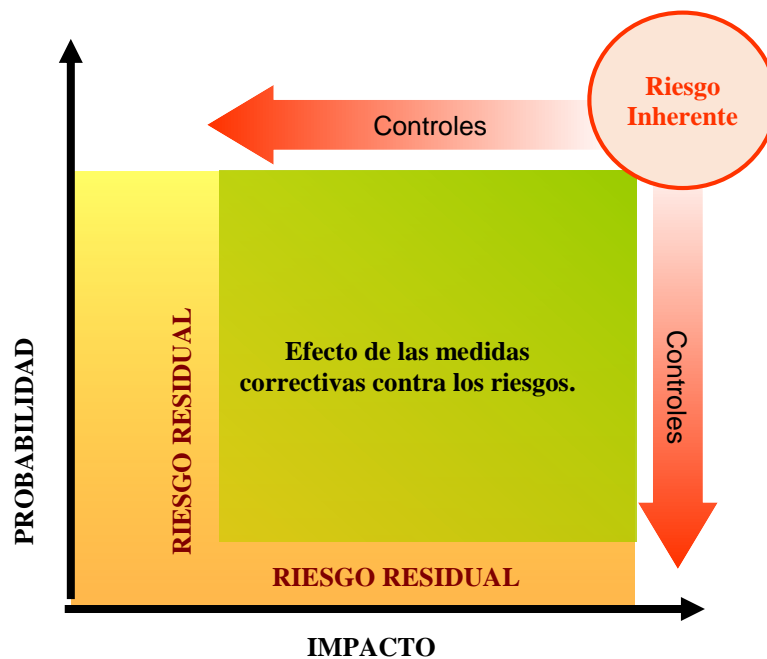 Riesgo
Inherente
Controles
Controles
Efecto de las medidas
correctivas contra los riesgos.
RIESGO RESIDUAL
RIESGO RESIDUAL
PROBABILIDAD
IMPACTO